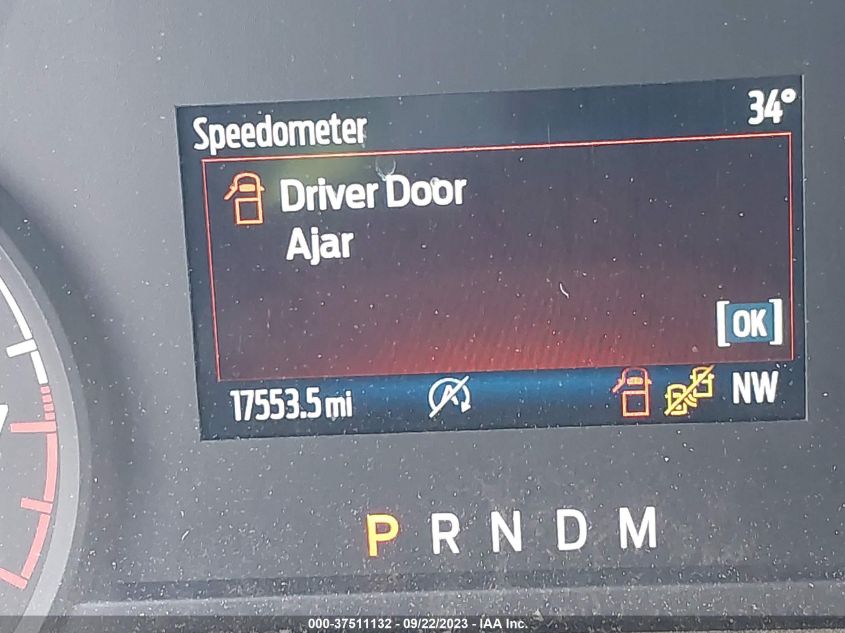 Speedometer 34°
Driver Door
Ajar
[OK]
17553.5 mi NW
P R N D M
000-37511132 - 09/22/2023 - IAA Inc.